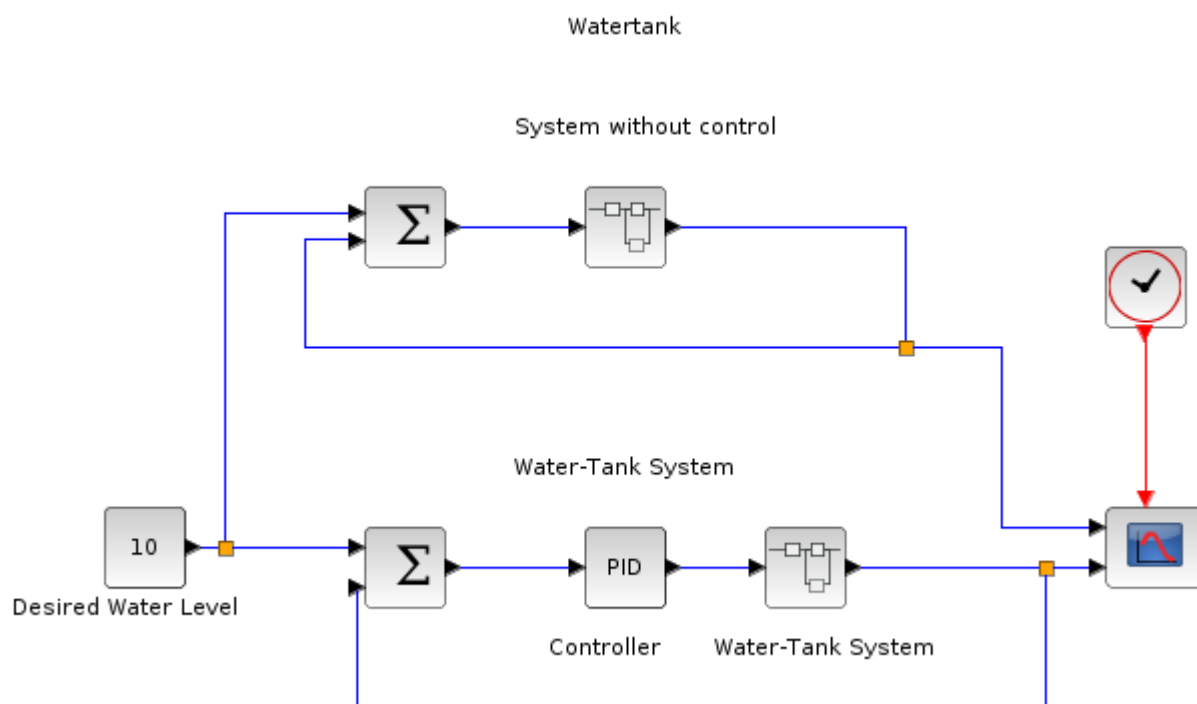 Watertank
System without control
Σ
Water-Tank System
10
Σ
PID
Desired Water Level
Controller
Water-Tank System